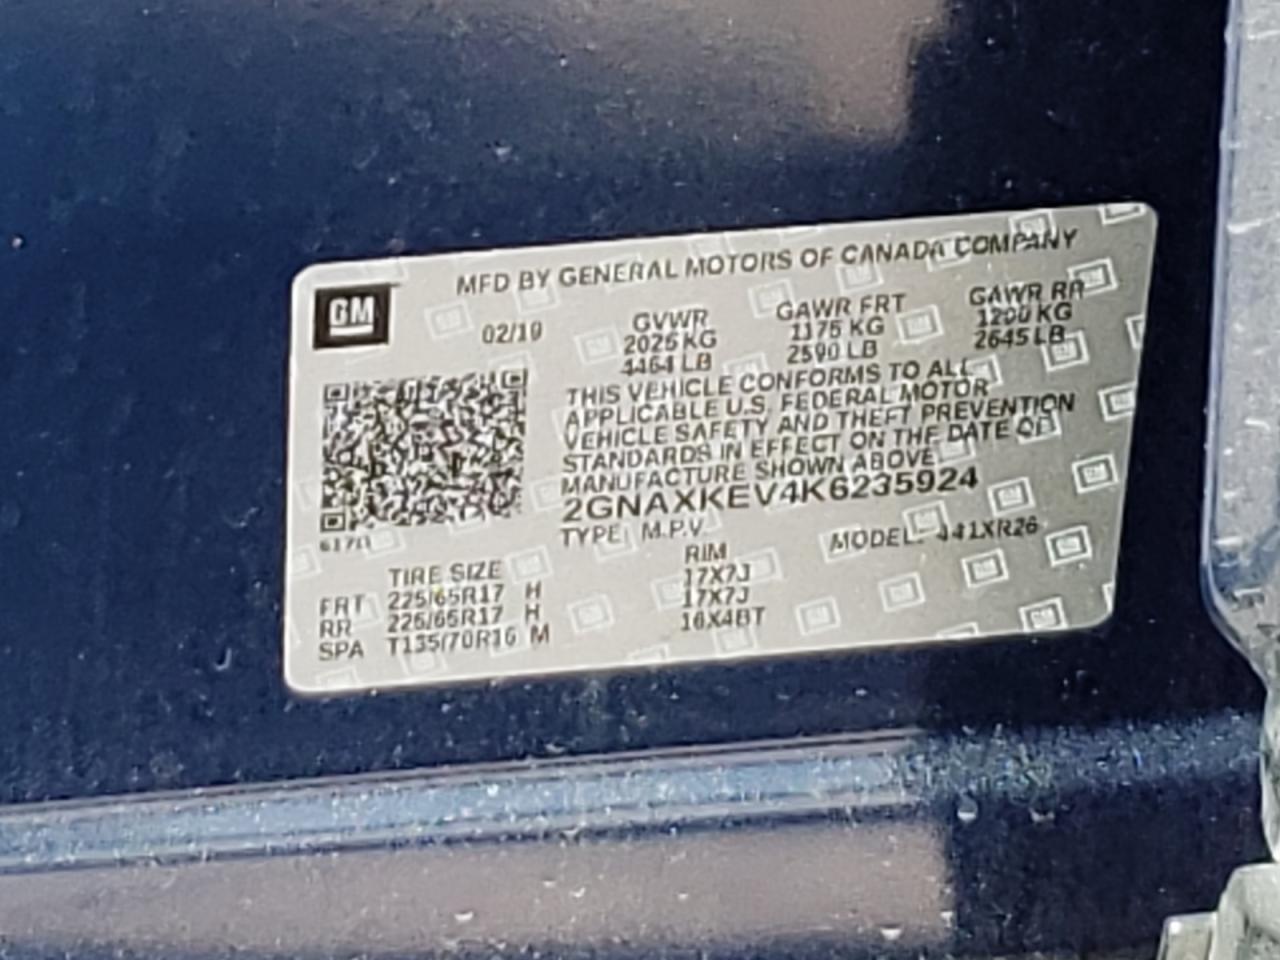 MFD BY GENERAL MOTORS OF CANADA COMPANY
GM
02/19
GVWR GAWR FRT GAWR RR
2025 KG 1175 KG 1200 KG
4464 LB 2590 LB 2645 LB
THIS VEHICLE CONFORMS TO ALL
APPLICABLE U.S. FEDERAL MOTOR
VEHICLE SAFETY AND THEFT PREVENTION
STANDARDS IN EFFECT ON THE DATE OF
MANUFACTURE SHOWN ABOVE.
2GNAXKEV4K6235924
TYPE: M.P.V. MODEL: 441XR26
TIRE SIZE RIM
FRT 225/65R17 H 17X7J
RR 225/65R17 H 17X7J
SPA T135/70R16 M 16X4BT